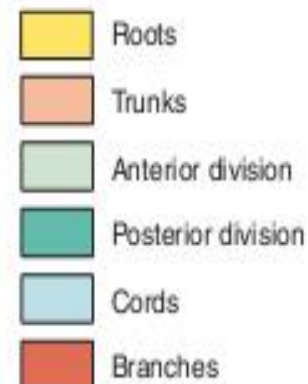 Roots
Trunks
Anterior division
Posterior division
Cords
Branches